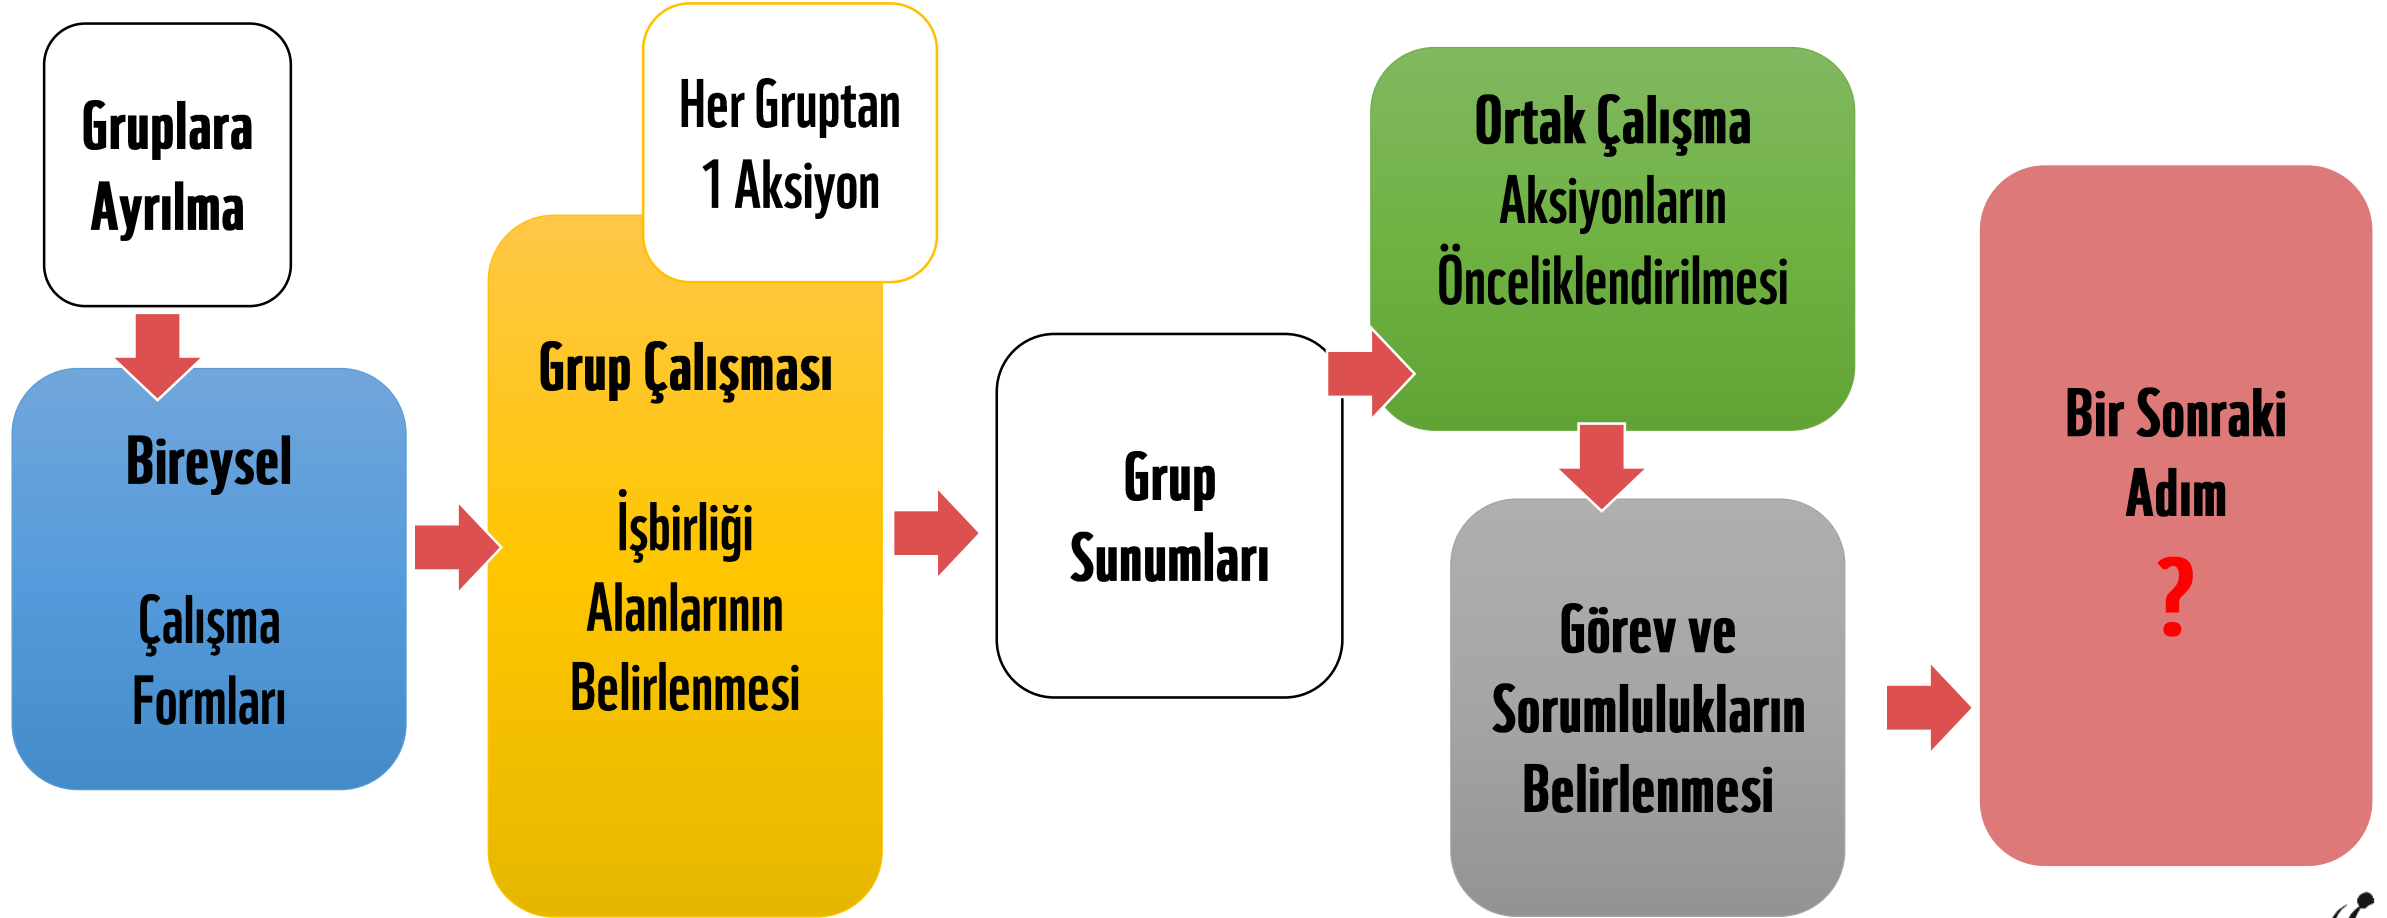 Gruplara
Ayrılma
Bireysel
Çalışma
Formları
Her Gruptan
1 Aksiyon
Grup Çalışması
İşbirliği
Alanlarının
Belirlenmesi
Grup
Sunumları
Ortak Çalışma
Aksiyonların
Önceliklendirilmesi
Görev ve
Sorumlulukların
Belirlenmesi
Bir Sonraki
Adım
?